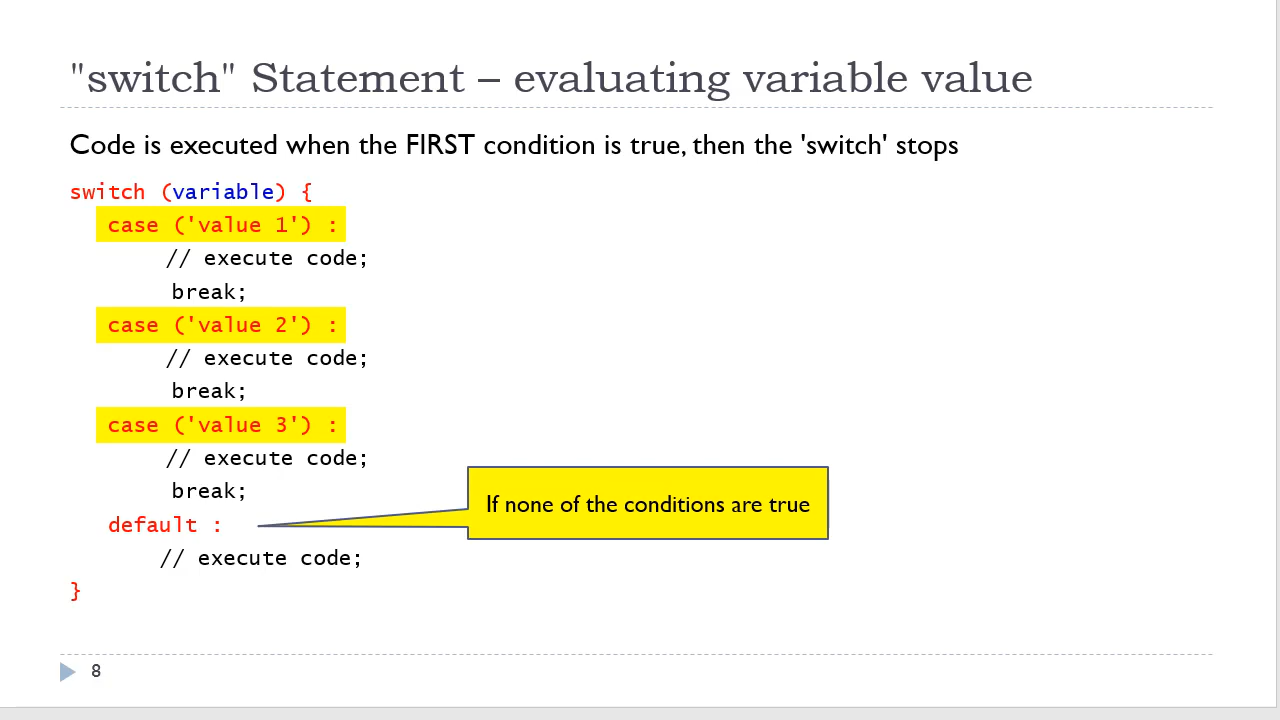 "switch" Statement – evaluating variable value
Code is executed when the FIRST condition is true, then the 'switch' stops
switch (variable) {
case ('value 1') :
// execute code;
break;
case ('value 2') :
// execute code;
break;
case ('value 3') :
// execute code;
break;
If none of the conditions are true
default :
// execute code;
}
8